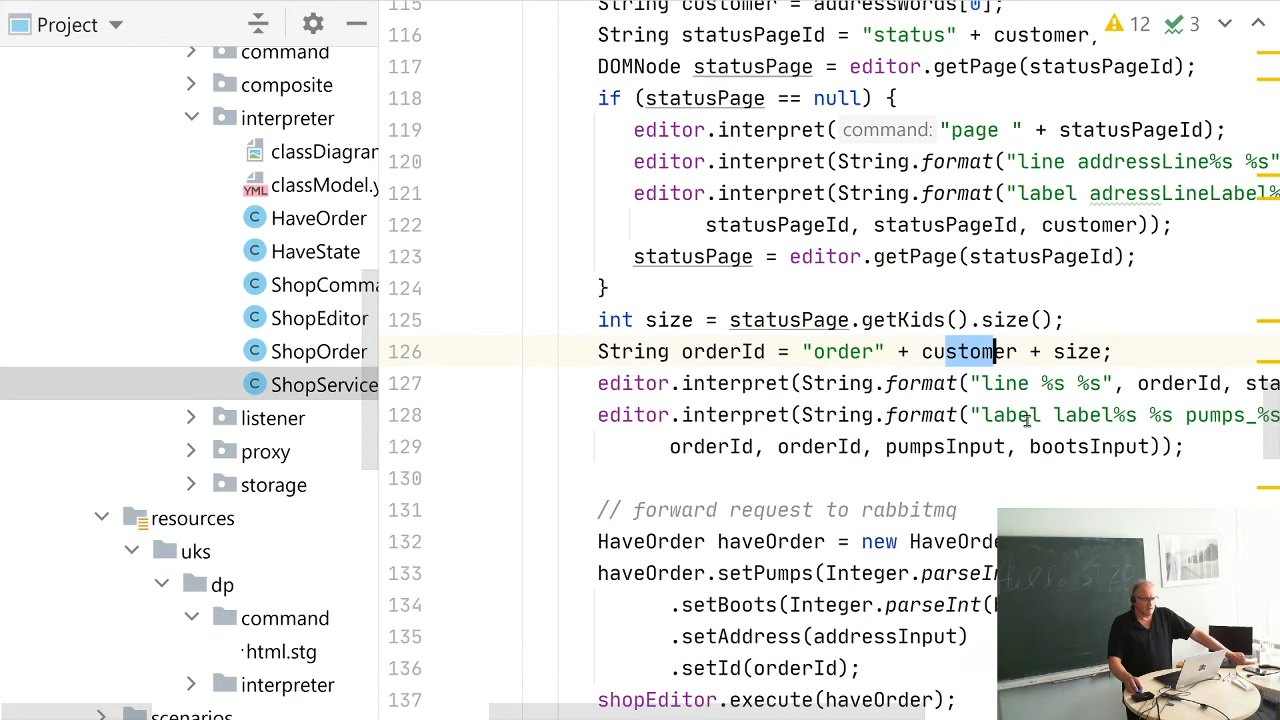 Project
command
composite
interpreter
classDiagran
classModel.y
HaveOrder
HaveState
ShopComma
ShopEditor
ShopOrder
ShopService
listener
proxy
storage
resources
uks
dp
command
html.stg
interpreter
scenarios
12 3
115 String customer = addressWords[0];
116 String statusPageId = "status" + customer,
117 DOMNode statusPage = editor.getPage(statusPageId);
118 if (statusPage == null) {
119 editor.interpret( command: "page " + statusPageId);
120 editor.interpret(String.format("line addressLine%s %s"
121 editor.interpret(String.format("label adressLineLabel%
122 statusPageId, statusPageId, customer));
123 statusPage = editor.getPage(statusPageId);
124 }
125 int size = statusPage.getKids().size();
126 String orderId = "order" + customer + size;
127 editor.interpret(String.format("line %s %s", orderId, sta
128 editor.interpret(String.format("label label%s %s pumps_%s
129 orderId, orderId, pumpsInput, bootsInput));
130
131 // forward request to rabbitmq
132 HaveOrder haveOrder = new HaveOrde
133 haveOrder.setPumps(Integer.parseIn
134 .setBoots(Integer.parseInt(b
135 .setAddress(addressInput)
136 .setId(orderId);
137 shopEditor.execute(haveOrder);